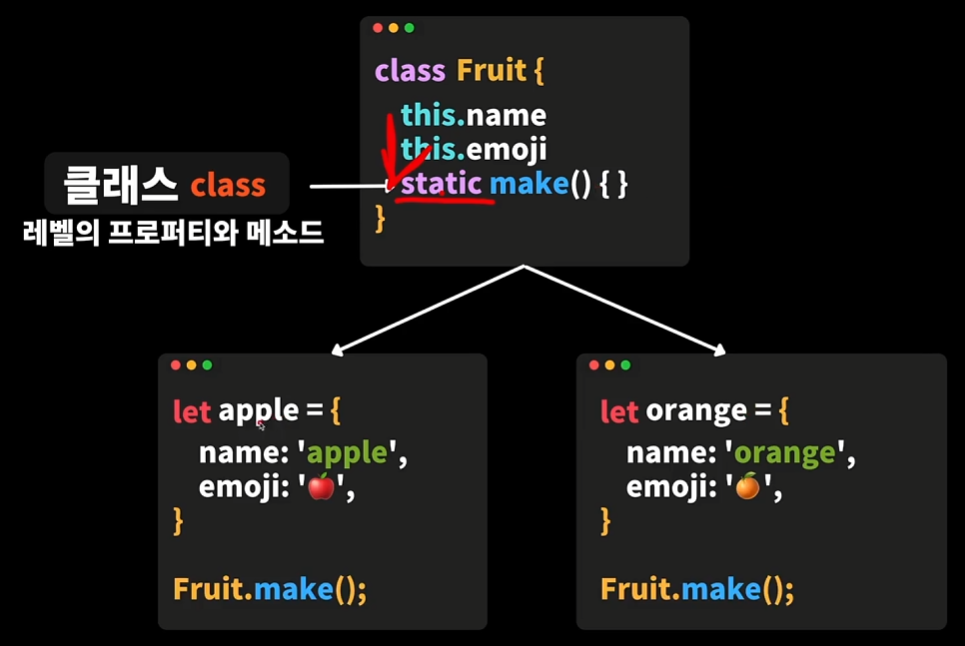 class Fruit {
this.name
this.emoji
static make() { }
}
클래스 class
레벨의 프로퍼티와 메소드
let apple = {
name: 'apple',
emoji: '🍎',
}
Fruit.make();
let orange = {
name: 'orange',
emoji: '🍊',
}
Fruit.make();